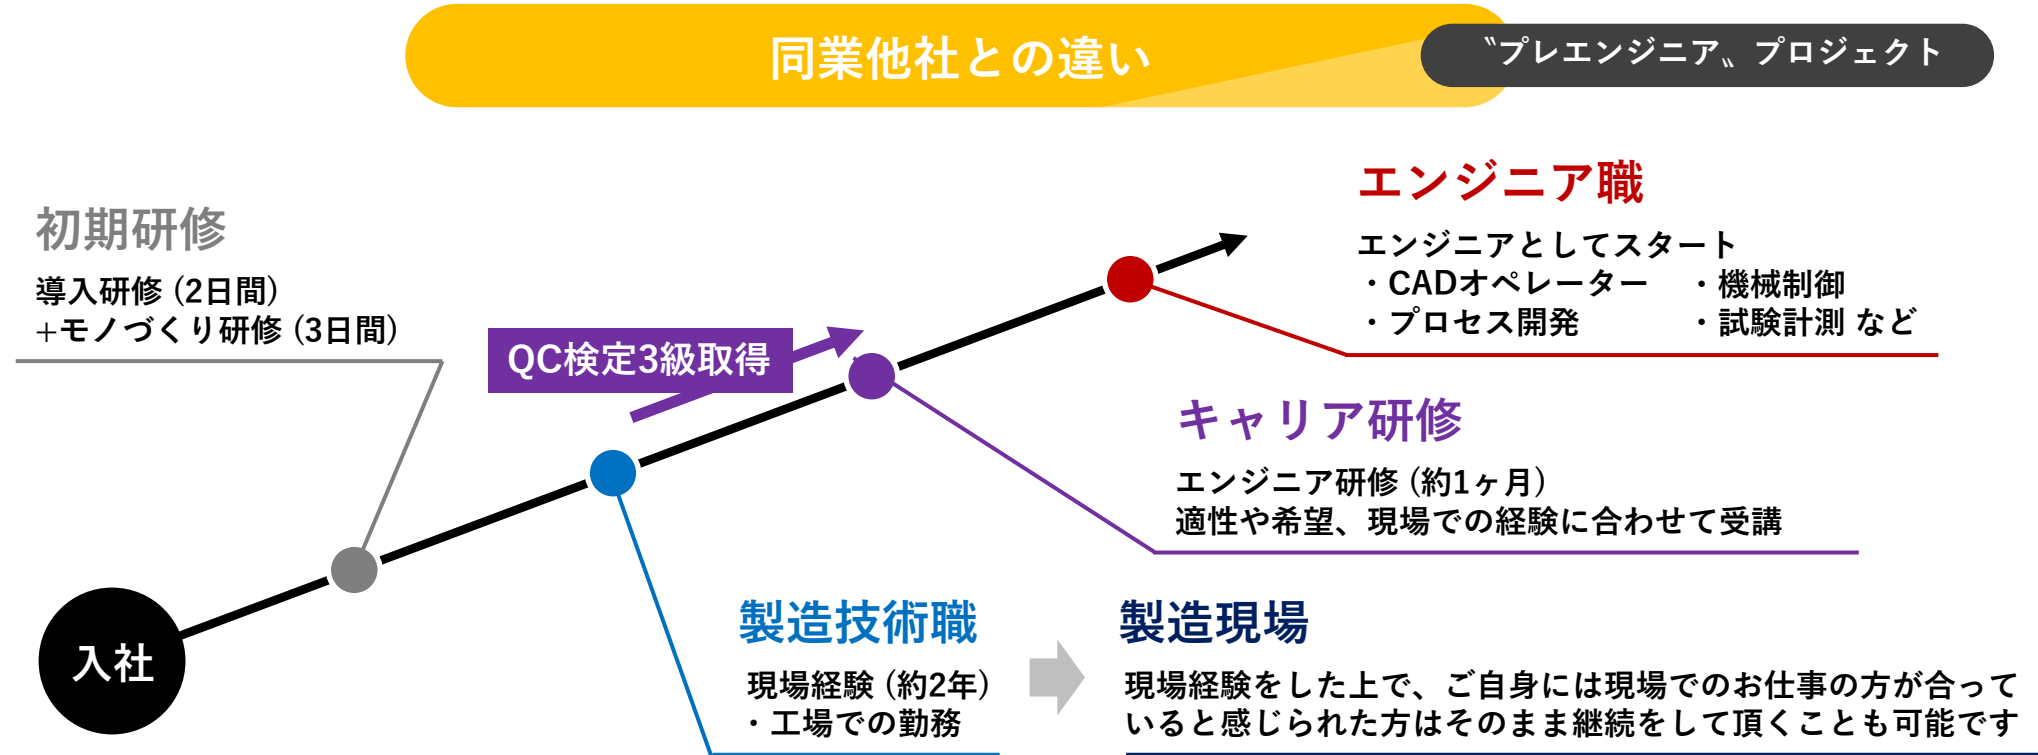 同業他社との違い
〝プレエンジニア〟プロジェクト
初期研修
導入研修 (2日間)
+モノづくり研修 (3日間)
QC検定3級取得
エンジニア職
エンジニアとしてスタート
・CADオペレーター ・機械制御
・プロセス開発 ・試験計測 など
キャリア研修
エンジニア研修 (約1ヶ月)
適性や希望、現場での経験に合わせて受講
入社
製造技術職
現場経験 (約2年)
・工場での勤務
製造現場
現場経験をした上で、ご自身には現場でのお仕事の方が合って
いると感じられた方はそのまま継続をして頂くことも可能です